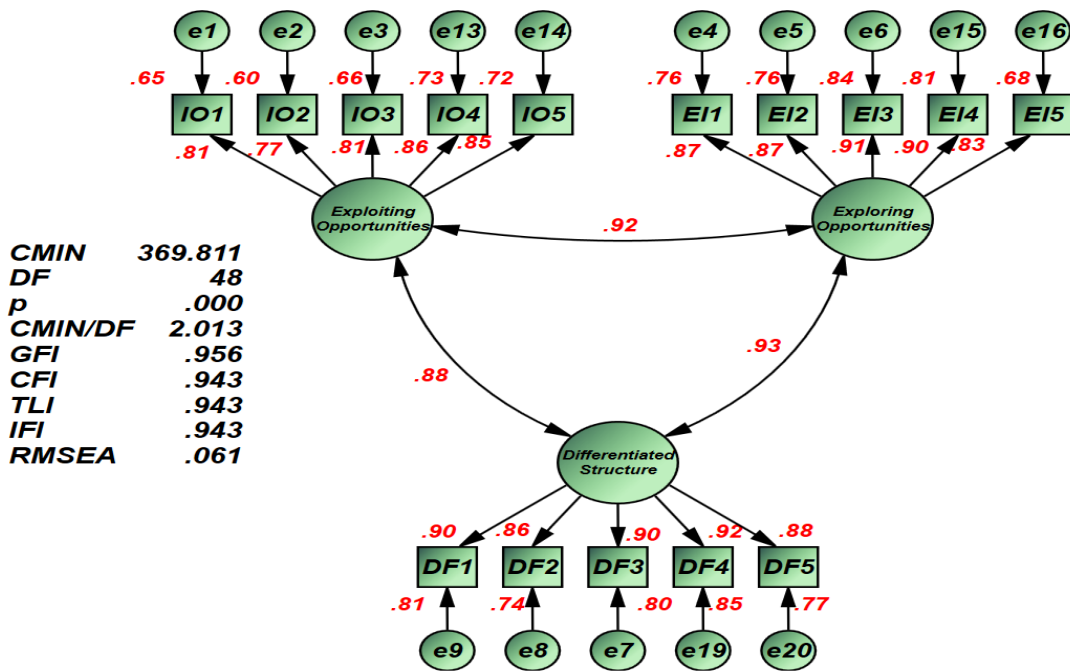 e1 e2 e3 e13 e14 e4 e5 e6 e15 e16
.65 .60 .66 .73 .72 .76 .76 .84 .81 .68
IO1 IO2 IO3 IO4 IO5 EI1 EI2 EI3 EI4 EI5
.81 .77 .81 .86 .85 .87 .87 .91 .90 .83
Exploiting Opportunities
Exploring Opportunities
.92
CMIN 369.811
DF 48
p .000
CMIN/DF 2.013
GFI .956
CFI .943
TLI .943
IFI .943
RMSEA .061
.88
.93
Differentiated
Structure
.90 .86 .90 .92 .88
DF1 DF2 DF3 DF4 DF5
.81 .74 .80 .85 .77
e9 e8 e7 e19 e20